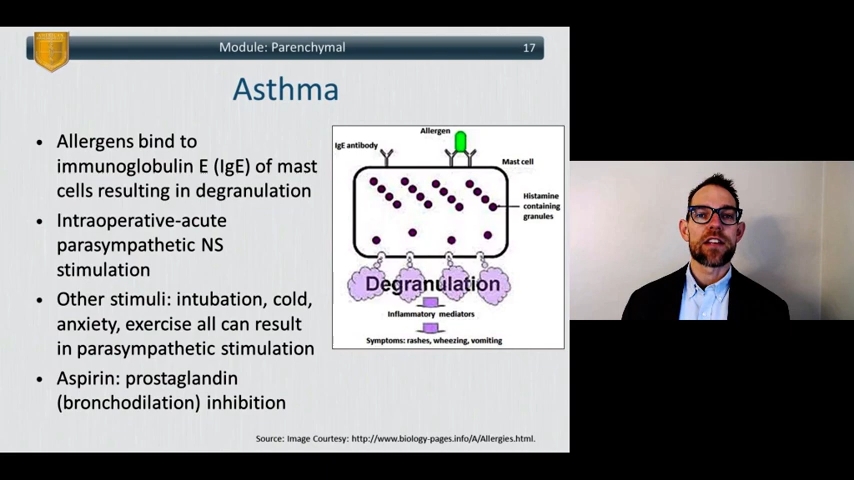 Module: Parenchymal
17
Asthma
• Allergens bind to
immunoglobulin E (IgE) of mast
cells resulting in degranulation
• Intraoperative-acute
parasympathetic NS
stimulation
• Other stimuli: intubation, cold,
anxiety, exercise all can result
in parasympathetic stimulation
• Aspirin: prostaglandin
(bronchodilation) inhibition
Allergen
IgE antibody
Mast cell
Histamine
containing
granules
Degranulation
Inflammatory mediators
Symptoms: rashes, wheezing, vomiting
Source: Image Courtesy: http://www.biology-pages.info/A/Allergies.html.